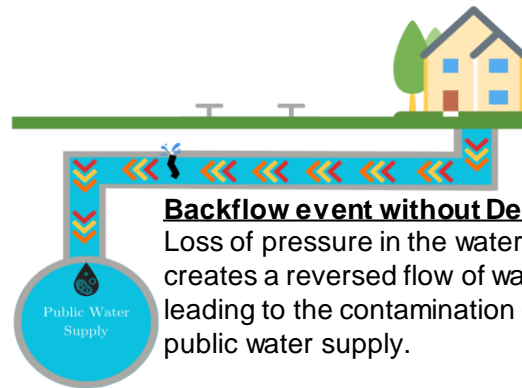 Backflow event without De
Loss of pressure in the water
creates a reversed flow of wa
leading to the contamination
public water supply.
Public Water
Supply